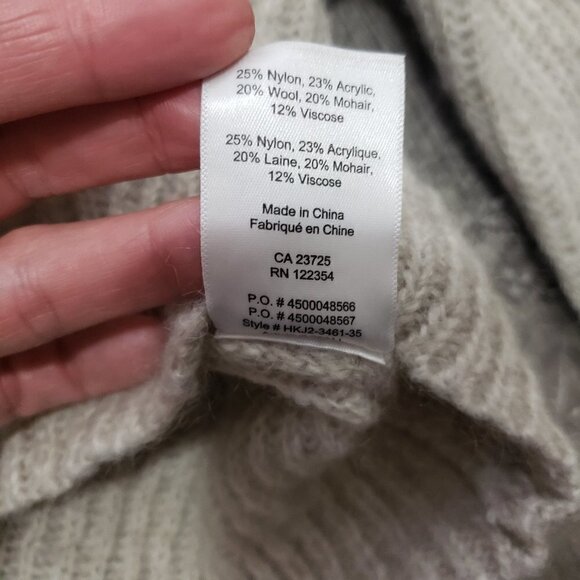 25% Nylon, 23% Acrylic,
20% Wool, 20% Mohair,
12% Viscose
25% Nylon, 23% Acrylique,
20% Laine, 20% Mohair,
12% Viscose
Made in China
Fabriqué en Chine
CA 23725
RN 122354
P.O. # 4500048566
P.O. # 4500048567
Style # HKJ2-3461-35